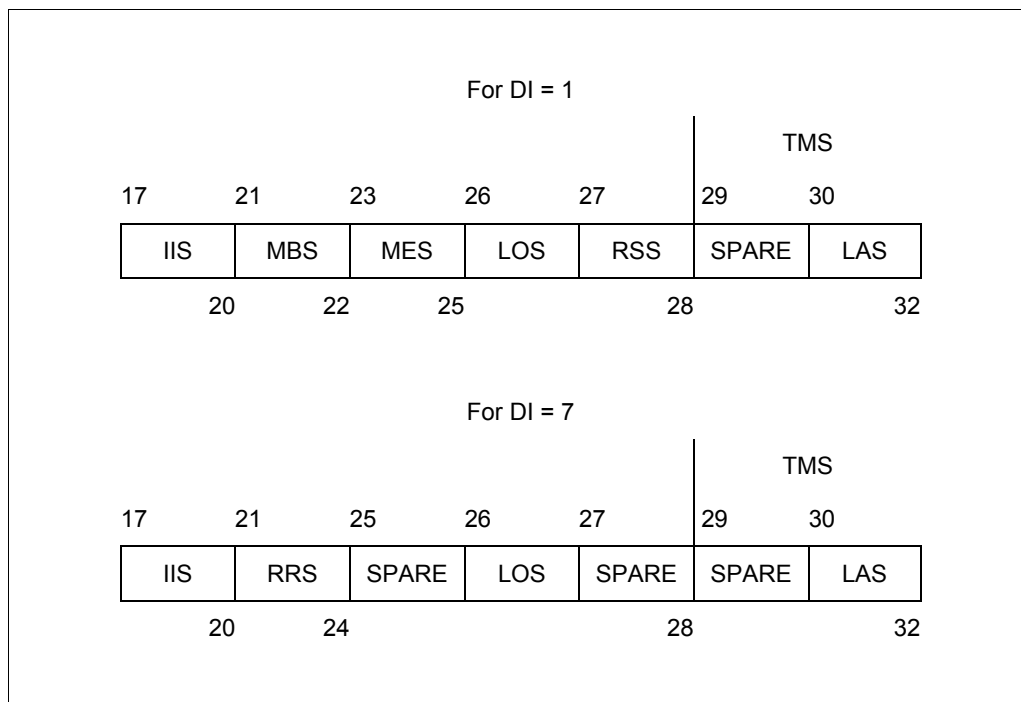 For DI = 1
TMS
17 21 23 26 27 29 30
IIS MBS MES LOS RSS SPARE LAS
20 22 25 28 32
For DI = 7
TMS
17 21 25 26 27 29 30
IIS RRS SPARE LOS SPARE SPARE LAS
20 24 28 32